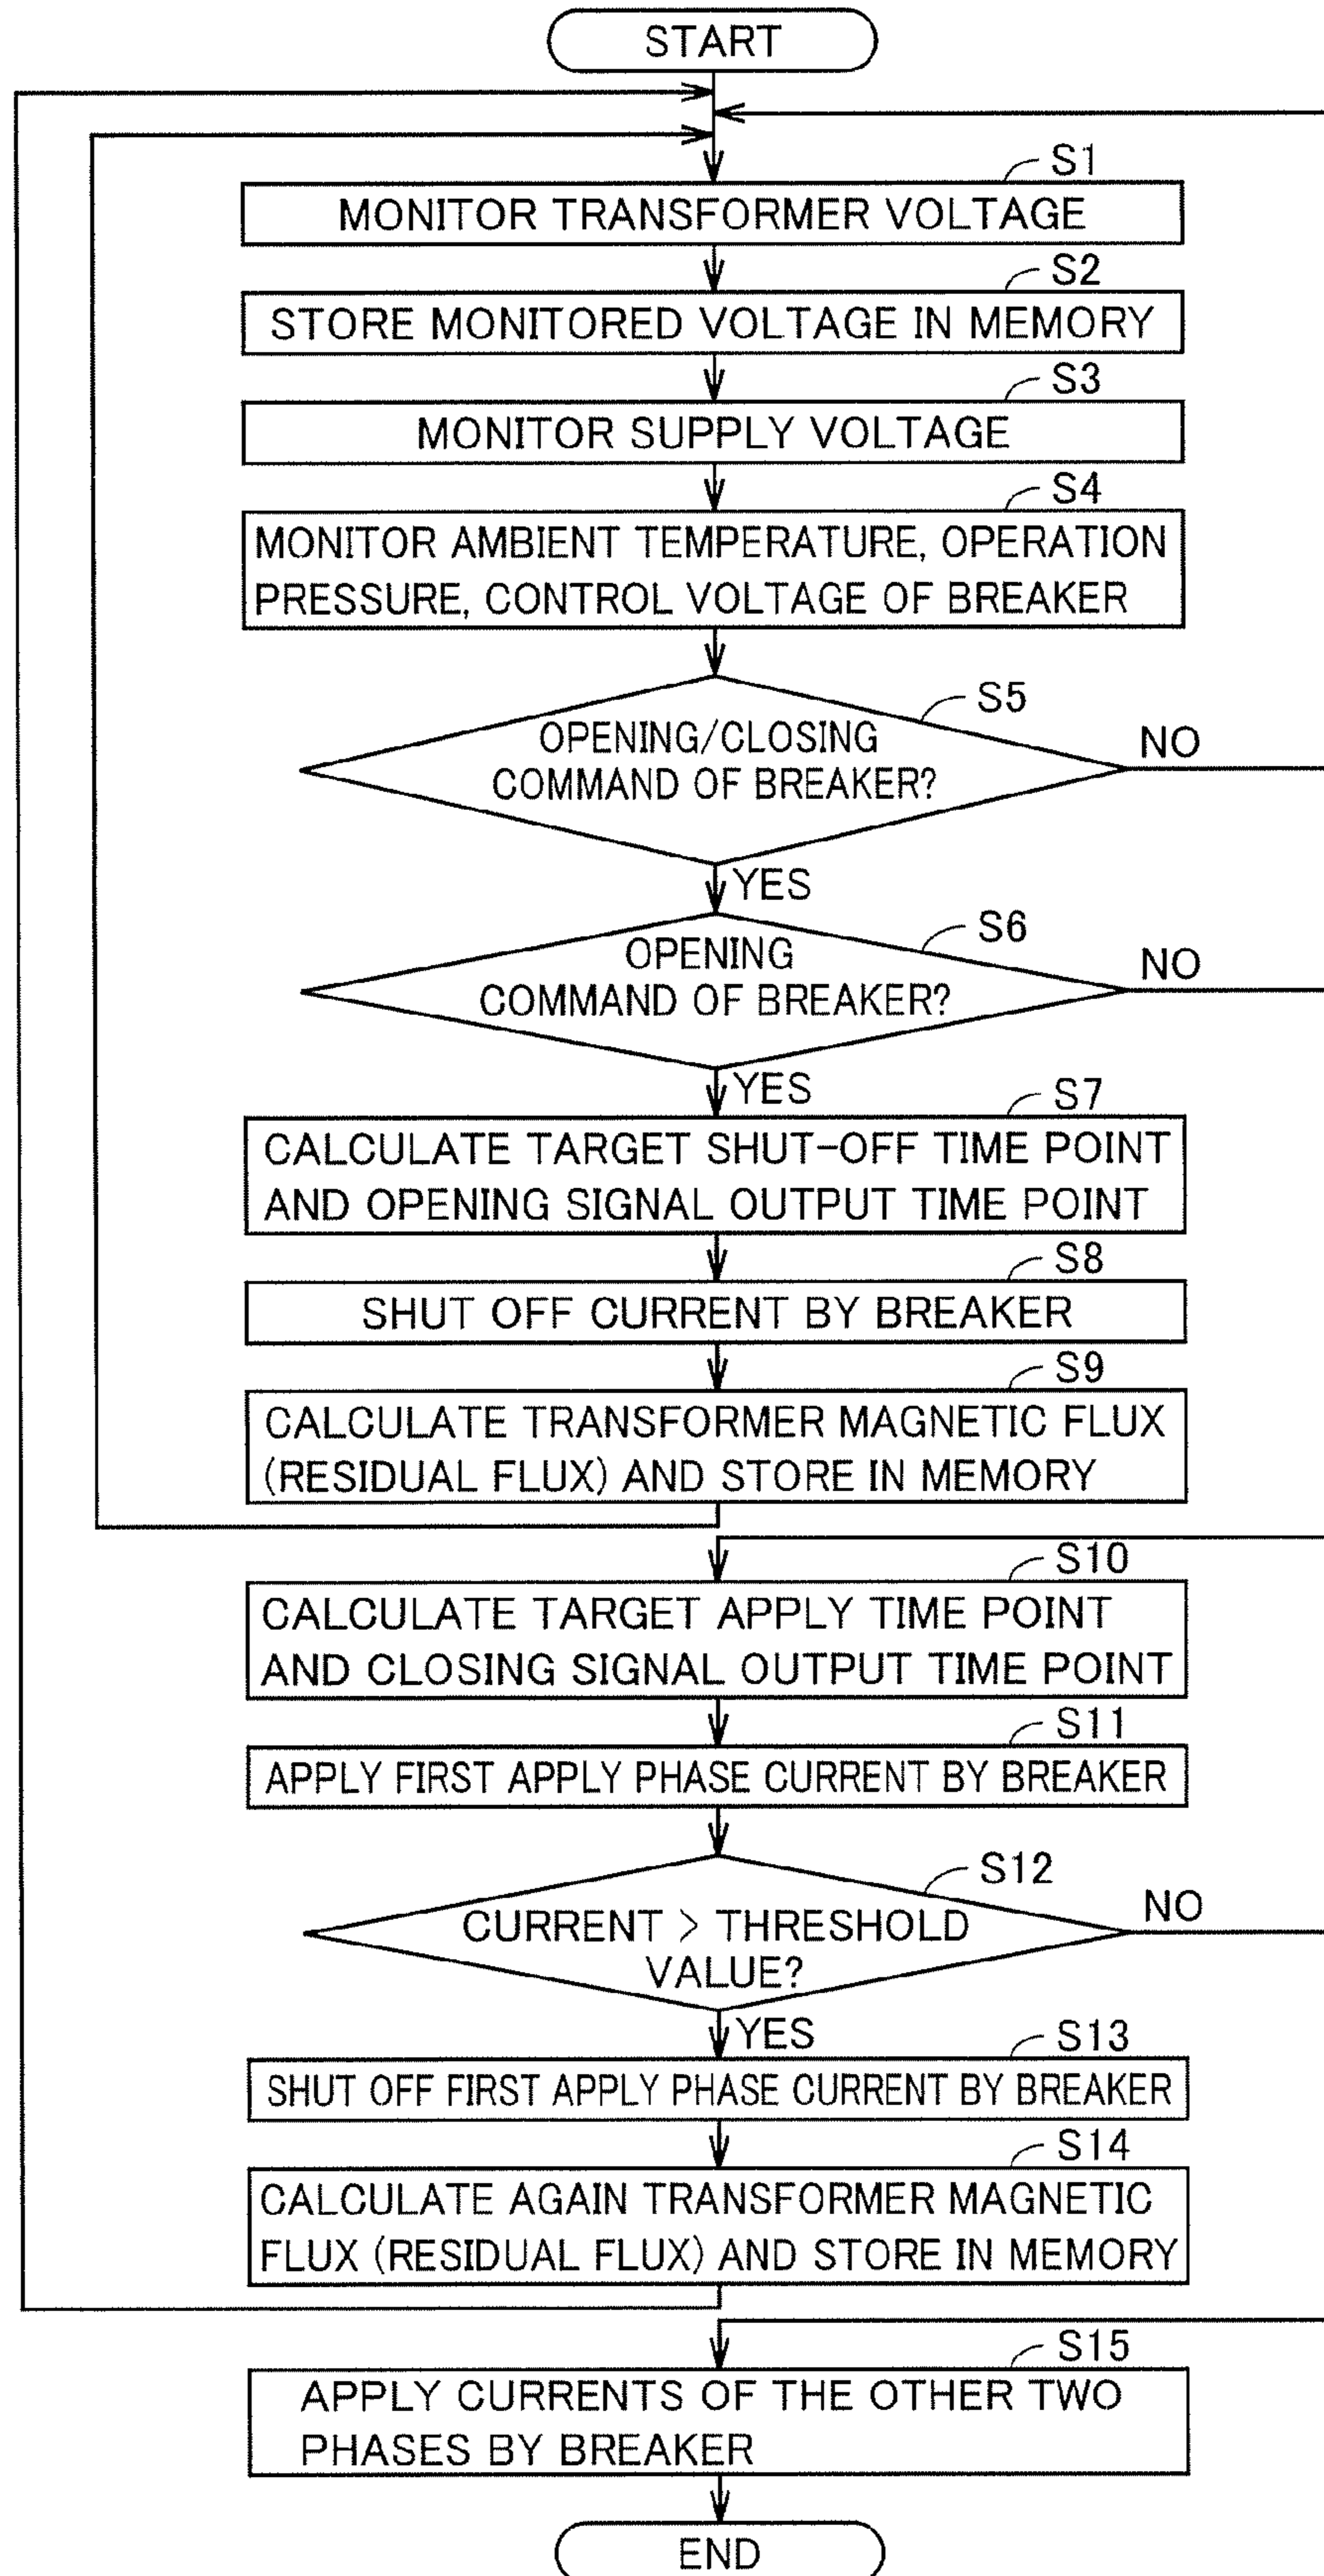 START
S1
MONITOR TRANSFORMER VOLTAGE
S2
STORE MONITORED VOLTAGE IN MEMORY
S3
MONITOR SUPPLY VOLTAGE
S4
MONITOR AMBIENT TEMPERATURE, OPERATION
PRESSURE, CONTROL VOLTAGE OF BREAKER
S5
OPENING/CLOSING
COMMAND OF BREAKER?
NO
YES
S6
OPENING
COMMAND OF BREAKER?
NO
YES
S7
CALCULATE TARGET SHUT-OFF TIME POINT
AND OPENING SIGNAL OUTPUT TIME POINT
S8
SHUT OFF CURRENT BY BREAKER
S9
CALCULATE TRANSFORMER MAGNETIC FLUX
(RESIDUAL FLUX) AND STORE IN MEMORY
S10
CALCULATE TARGET APPLY TIME POINT
AND CLOSING SIGNAL OUTPUT TIME POINT
S11
APPLY FIRST APPLY PHASE CURRENT BY BREAKER
S12
CURRENT > THRESHOLD
VALUE?
NO
YES
S13
SHUT OFF FIRST APPLY PHASE CURRENT BY BREAKER
S14
CALCULATE AGAIN TRANSFORMER MAGNETIC
FLUX (RESIDUAL FLUX) AND STORE IN MEMORY
S15
APPLY CURRENTS OF THE OTHER TWO
PHASES BY BREAKER
END